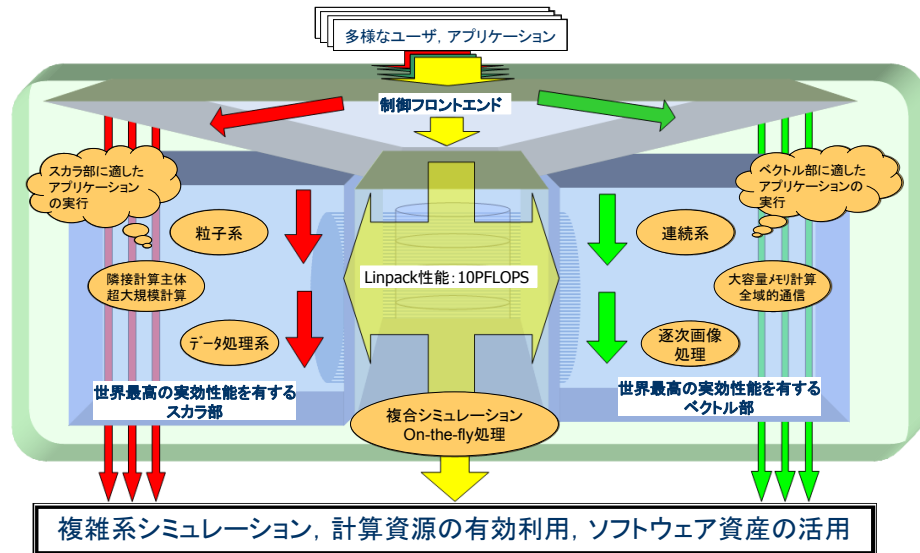 多様なユーザ, アプリケーション
制御フロントエンド
スカラ部に適した
アプリケーション
の実行
ベクトル部に適した
アプリケーションの
実行
粒子系
連続系
隣接計算主体
超大規模計算
Linpack性能：10PFLOPS
大容量ﾒﾓﾘ計算
全域的通信
ﾃﾞｰﾀ処理系
逐次画像
処理
世界最高の実効性能を有する
スカラ部
世界最高の実効性能を有する
ベクトル部
複合シミュレーション
On-the-fly処理
複雑系シミュレーション, 計算資源の有効利用, ソフトウェア資産の活用